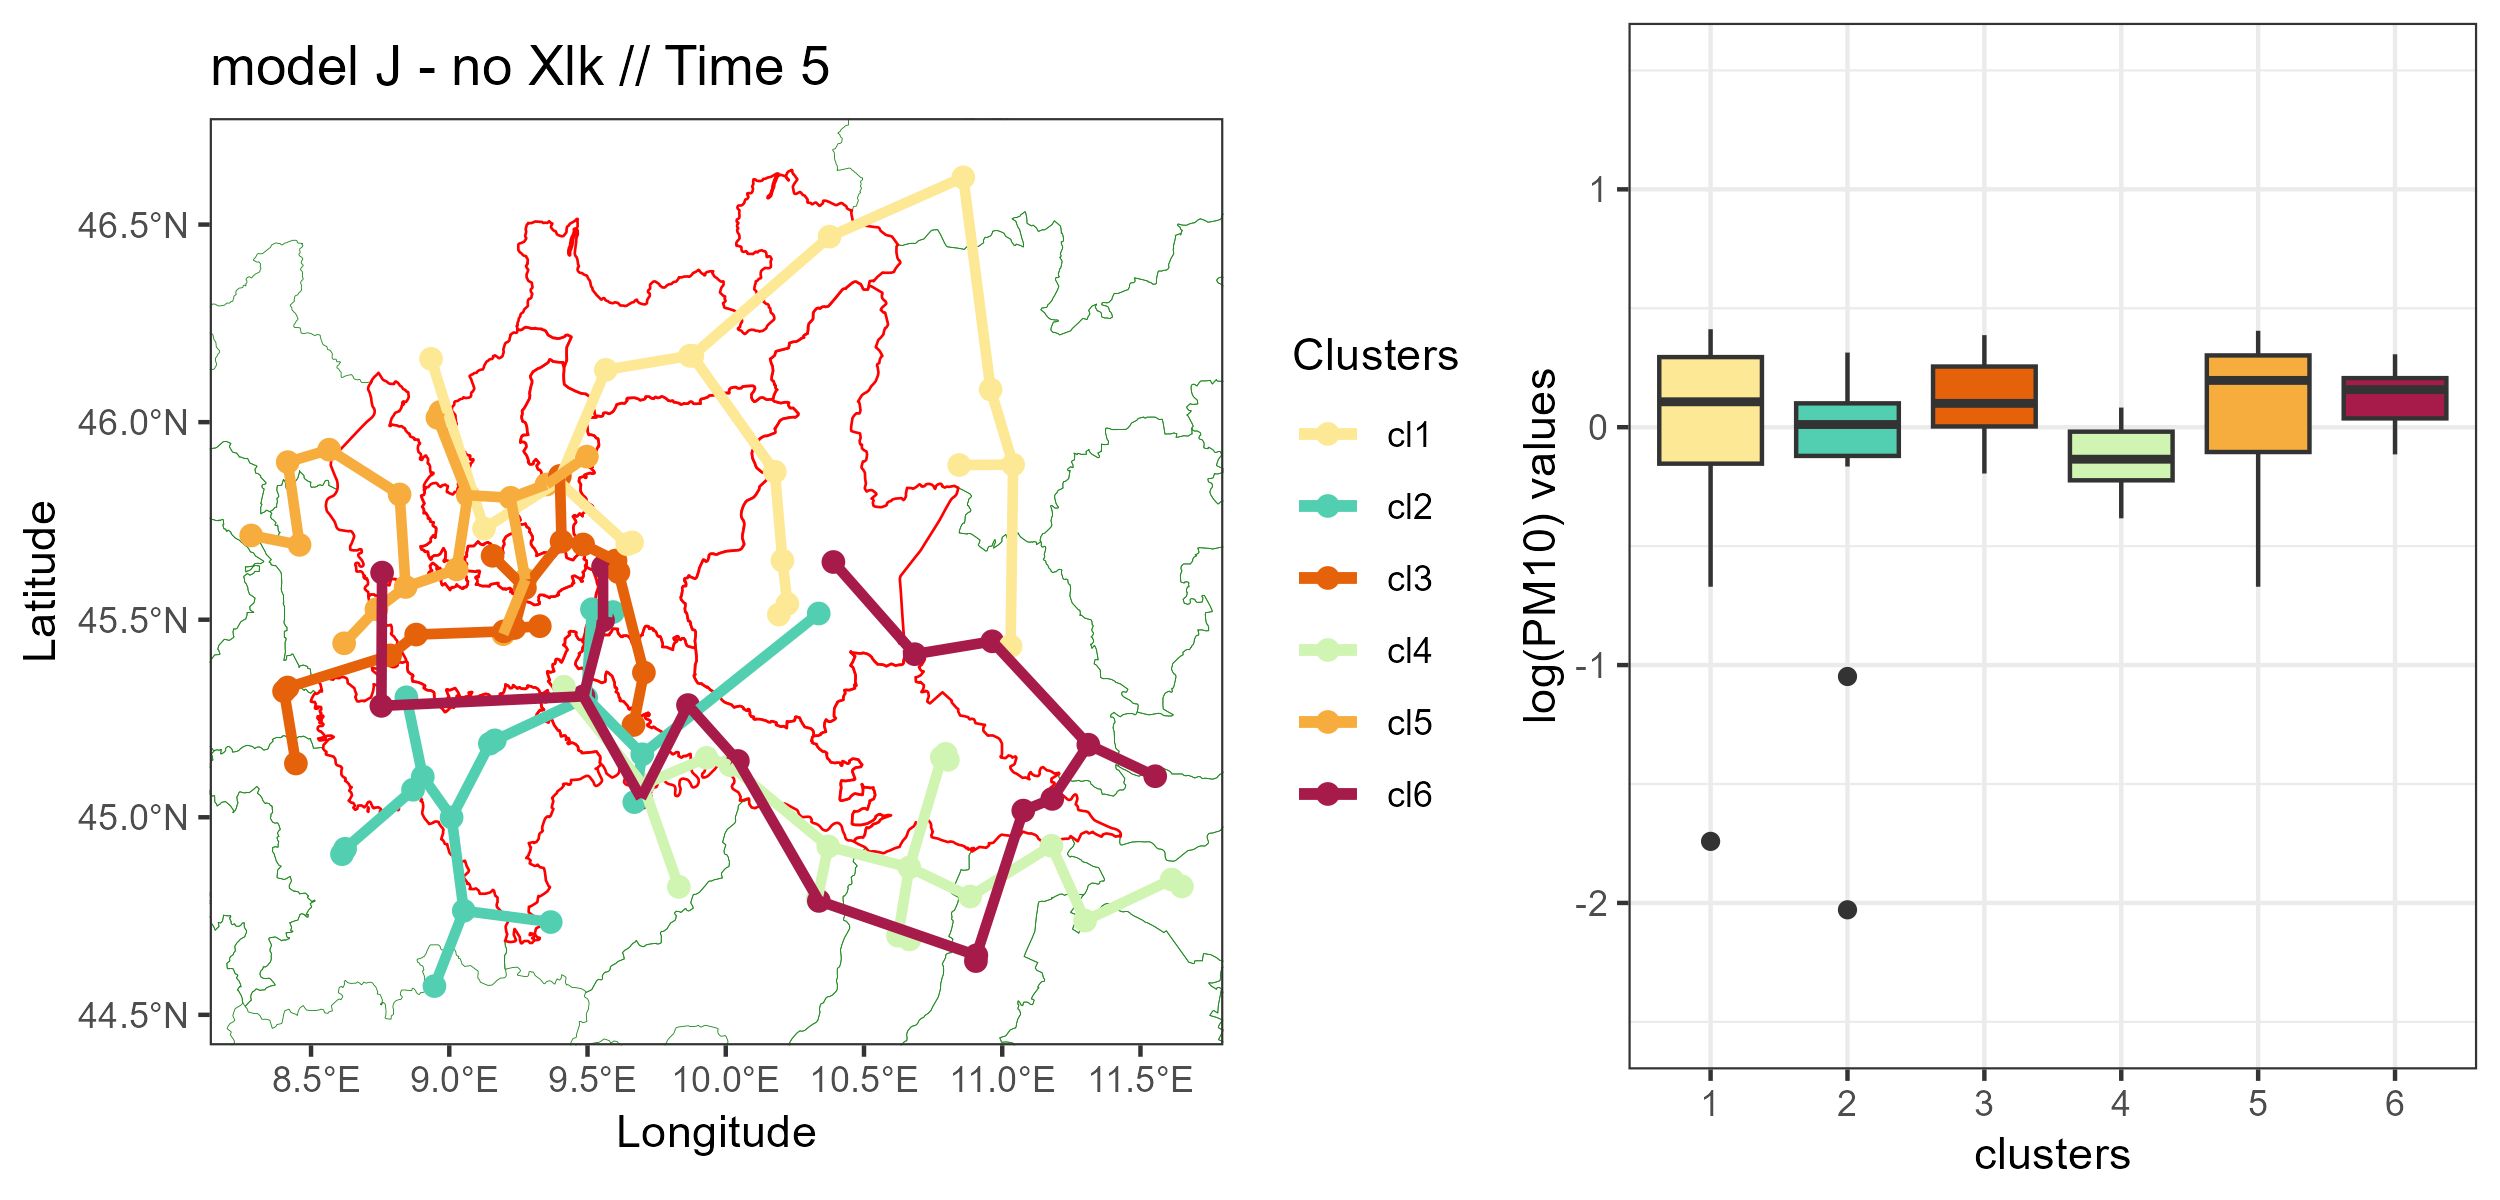 model J - no Xlk // Time 5
46.5°N
46.0°N
45.5°N
45.0°N
44.5°N
Latitude
8.5°E 9.0°E 9.5°E 10.0°E 10.5°E 11.0°E 11.5°E
Longitude
Clusters
cl1
cl2
cl3
cl4
cl5
cl6
log(PM10) values
1
0
-1
-2
1 2 3 4 5 6
clusters